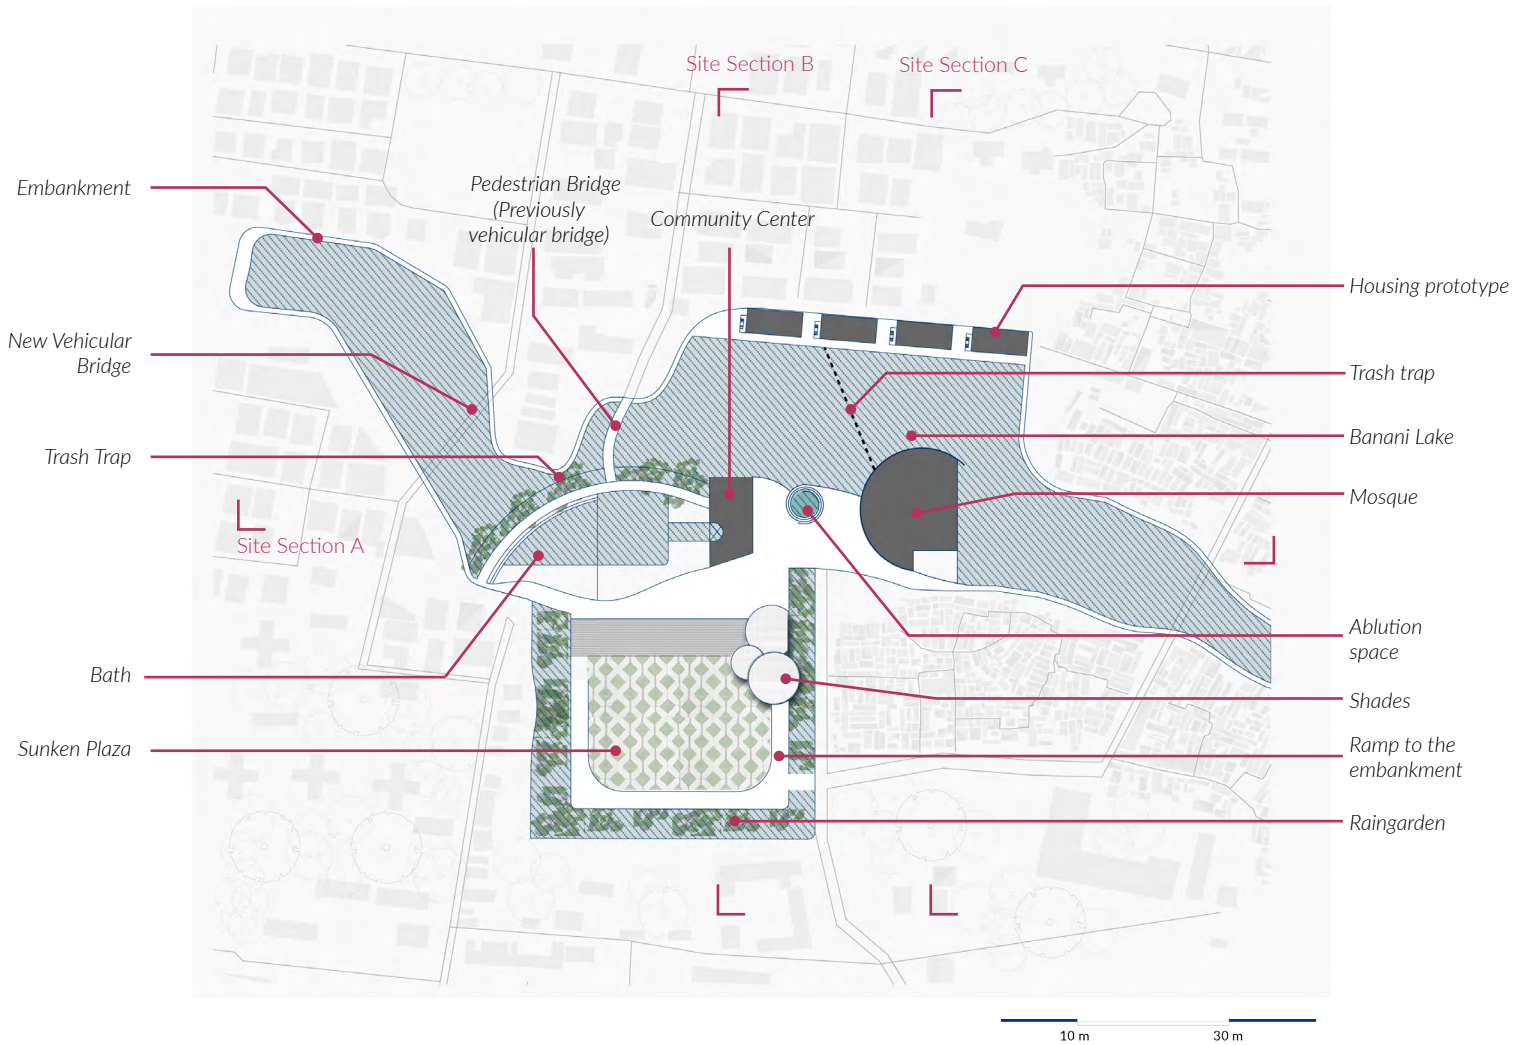 Site Section B
Site Section C
Embankment
Pedestrian Bridge
(Previously
vehicular bridge)
Community Center
Housing prototype
New Vehicular
Bridge
Trash trap
Banani Lake
Trash Trap
Mosque
Site Section A
Ablution
space
Bath
Shades
Sunken Plaza
Ramp to the
embankment
Raingarden
10 m
30 m